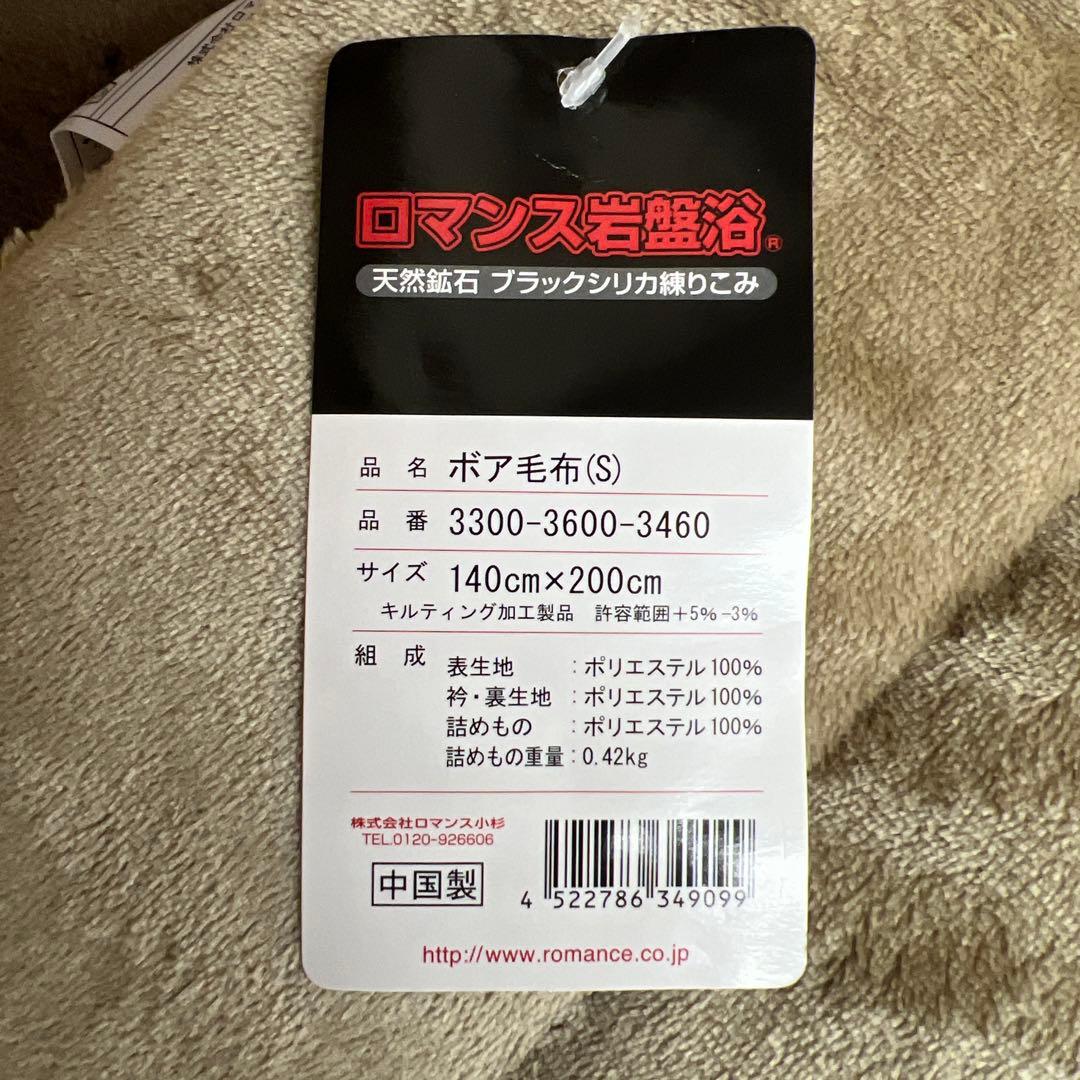 株式会社ロマ
ロマンス岩盤浴®
天然鉱石 ブラックシリカ練りこみ
品 名 ボア毛布(S)
品 番 3300-3600-3460
サイズ 140cm×200cm
キルティング加工製品 許容範囲+5%-3%
組 成 表生地 :ポリエステル100%
衿・裏生地 :ポリエステル100%
詰めもの :ポリエステル100%
詰めもの重量:0.42kg
株式会社ロマンス小杉
TEL.0120-926606
中国製
4 522786 349099
http://www.romance.co.jp